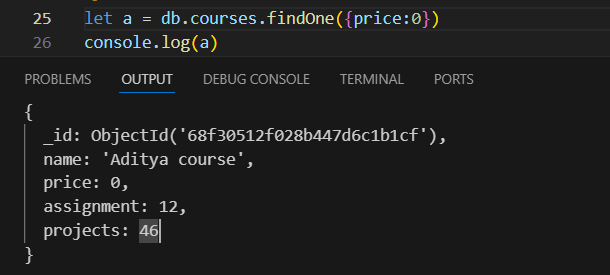 25 let a = db.courses.findOne({price:0})
26 console.log(a)
PROBLEMS OUTPUT DEBUG CONSOLE TERMINAL PORTS
{
  _id: ObjectId('68f30512f028b447d6c1b1cf'),
  name: 'Aditya course',
  price: 0,
  assignment: 12,
  projects: 46
}